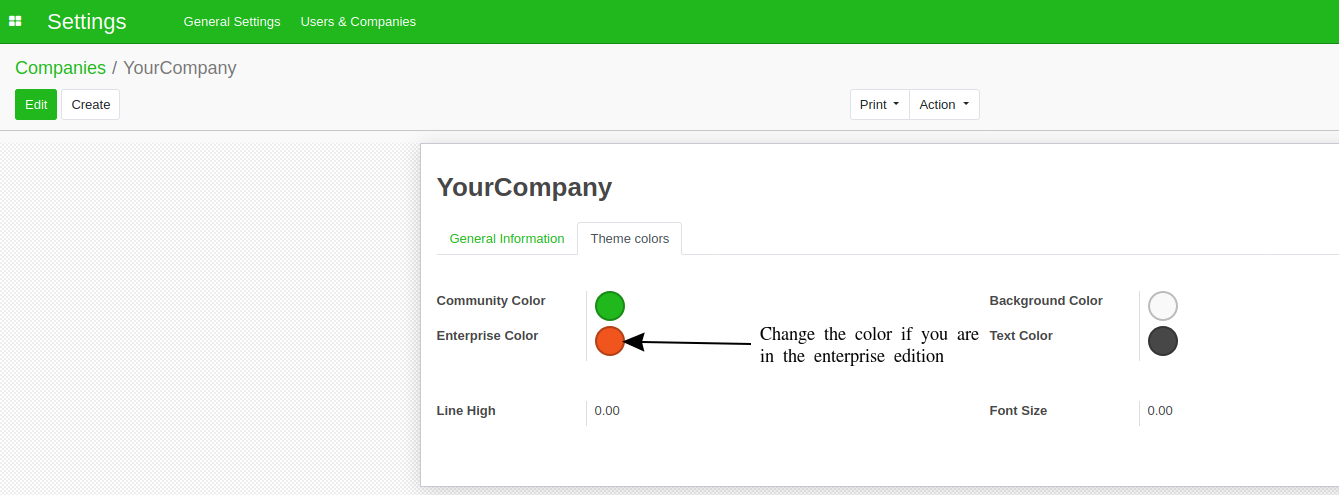 Settings General Settings Users & Companies
Companies / YourCompany
Edit Create Print Action
YourCompany
General Information Theme colors
Community Color Background Color
Enterprise Color Text Color
Change the color if you are
in the enterprise edition
Line High 0.00 Font Size 0.00